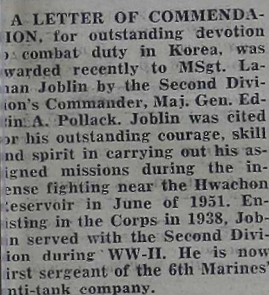 A LETTER OF COMMENDA-
ION, for outstanding devotion
combat duty in Korea, was
warded recently to MSgt. La-
nan Joblin by the Second Divi-
ion's Commander, Maj. Gen. Ed-
in A. Pollack. Joblin was cited
or his outstanding courage, skill
nd spirit in carrying out his as-
igned missions during the in-
ense fighting near the Hwachon
eservoir in June of 1951. En-
isting in the Corps in 1938, Job-
n served with the Second Divi-
ion during WW-II. He is now
irst sergeant of the 6th Marines'
nti-tank company.